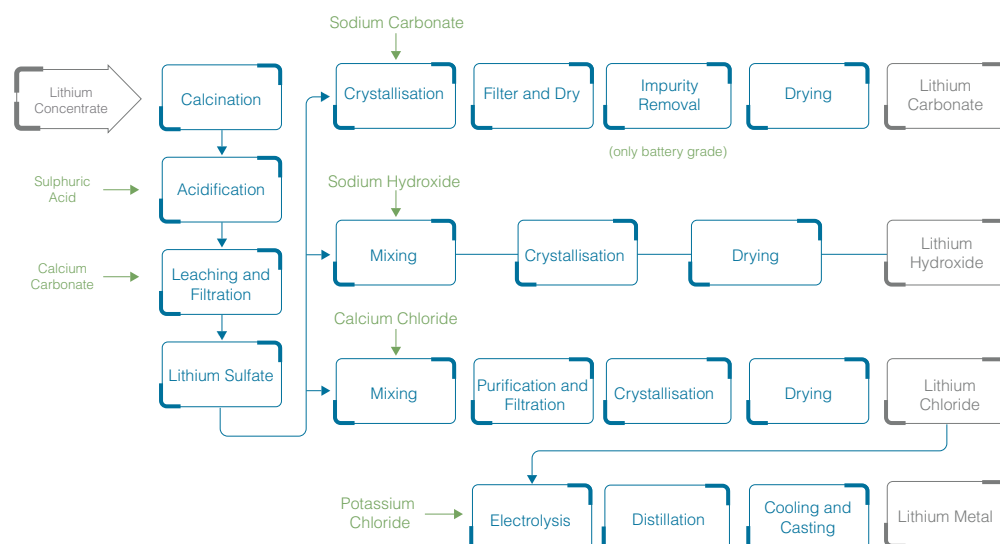 Sodium Carbonate
Lithium
Concentrate
Calcination
Crystallisation
Filter and Dry
Impurity
Removal
Drying
Lithium
Carbonate
(only battery grade)
Sulphuric
Acid
Acidification
Sodium Hydroxide
Mixing
Crystallisation
Drying
Lithium
Hydroxide
Calcium
Carbonate
Leaching and
Filtration
Calcium Chloride
Lithium Sulfate
Mixing
Purification and
Filtration
Crystallisation
Drying
Lithium
Chloride
Potassium
Chloride
Electrolysis
Distillation
Cooling and
Casting
Lithium Metal